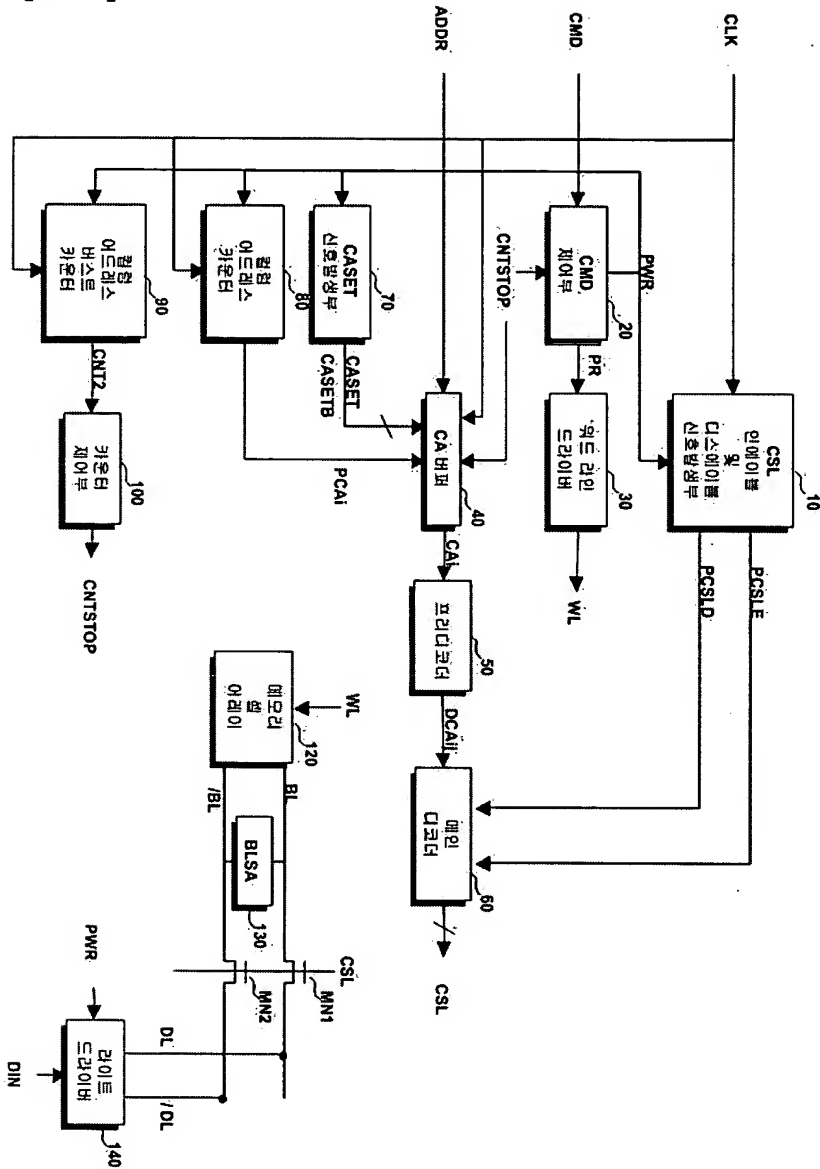 CLK
CSL
인에이블
및
디스에이블
신호발생부
10
PCSLE
PCSLD
CMD
PWR
CMD
제어부
20
PR
워드 라인
드라이버
30
WL
CNTSTOP
ADDR
CA 버퍼
40
CAi
프리디코더
50
DCAij
메인
디코더
60
CSL
CASET
신호발생부
70
CASET
CASETB
컬럼
어드레스
카운터
80
PCAi
컬럼
어드레스
버스트
카운터
90
CNT2
카운터
제어부
100
CNTSTOP
WL
메모리
셀
어레이
120
BL
/BL
BLSA
130
CSL
MN1
MN2
PWR
DL
/DL
라이트
드라이버
140
DIN